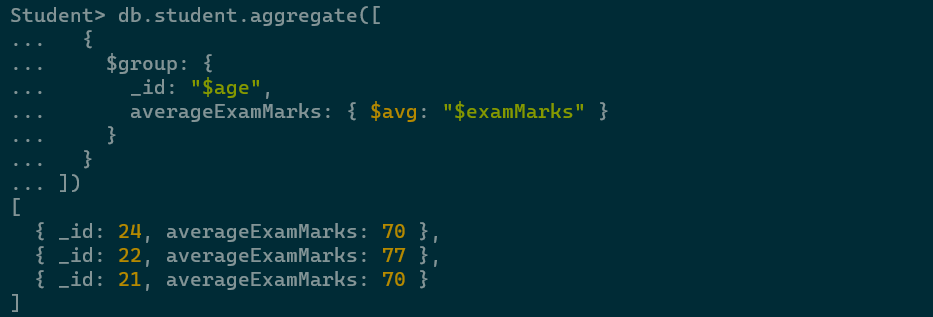 Student> db.student.aggregate([
...   {
...     $group: {
...       _id: "$age",
...       averageExamMarks: { $avg: "$examMarks" }
...     }
...   }
... ])
[
  { _id: 24, averageExamMarks: 70 },
  { _id: 22, averageExamMarks: 77 },
  { _id: 21, averageExamMarks: 70 }
]